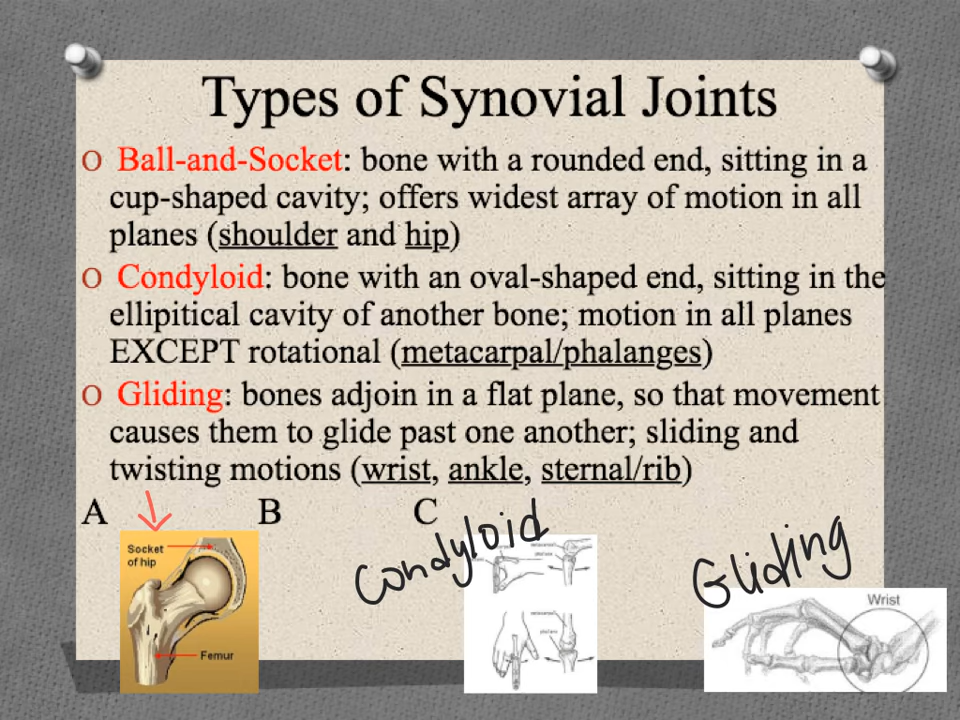 Types of Synovial Joints
O Ball-and-Socket: bone with a rounded end, sitting in a
cup-shaped cavity; offers widest array of motion in all
planes (shoulder and hip)
O Condyloid: bone with an oval-shaped end, sitting in the
ellipitical cavity of another bone; motion in all planes
EXCEPT rotational (metacarpal/phalanges)
O Gliding: bones adjoin in a flat plane, so that movement
causes them to glide past one another; sliding and
twisting motions (wrist, ankle, sternal/rib)
A B C
Condyloid
Gliding
Socket
of hip
Femur
Wrist